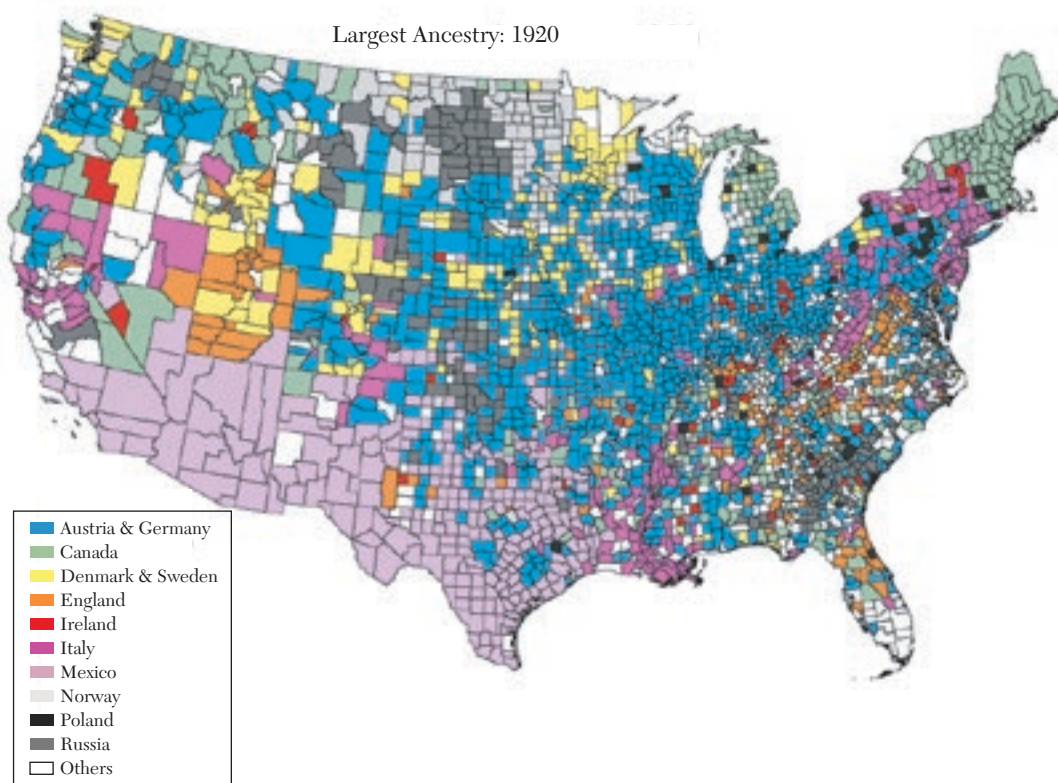 Largest Ancestry: 1920
Austria & Germany
Canada
Denmark & Sweden
England
Ireland
Italy
Mexico
Norway
Poland
Russia
Others